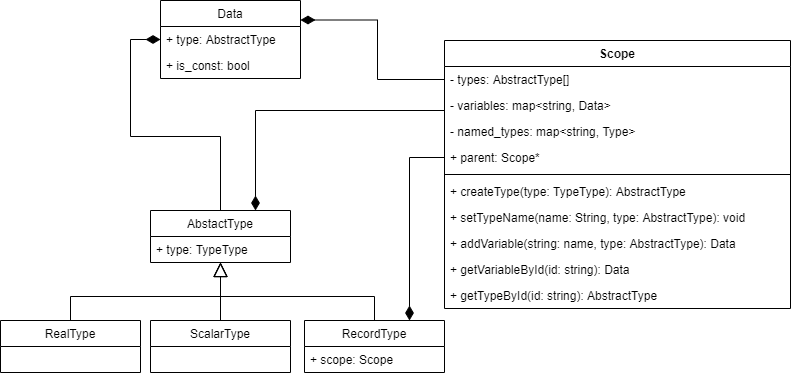 Data
+ type: AbstractType
+ is_const: bool
Scope
- types: AbstractType[]
- variables: map<string, Data>
- named_types: map<string, Type>
+ parent: Scope*
+ createType(type: TypeType): AbstractType
+ setTypeName(name: String, type: AbstractType): void
+ addVariable(string: name, type: AbstractType): Data
+ getVariableById(id: string): Data
+ getTypeById(id: string): AbstractType
AbstactType
+ type: TypeType
RealType
ScalarType
RecordType
+ scope: Scope